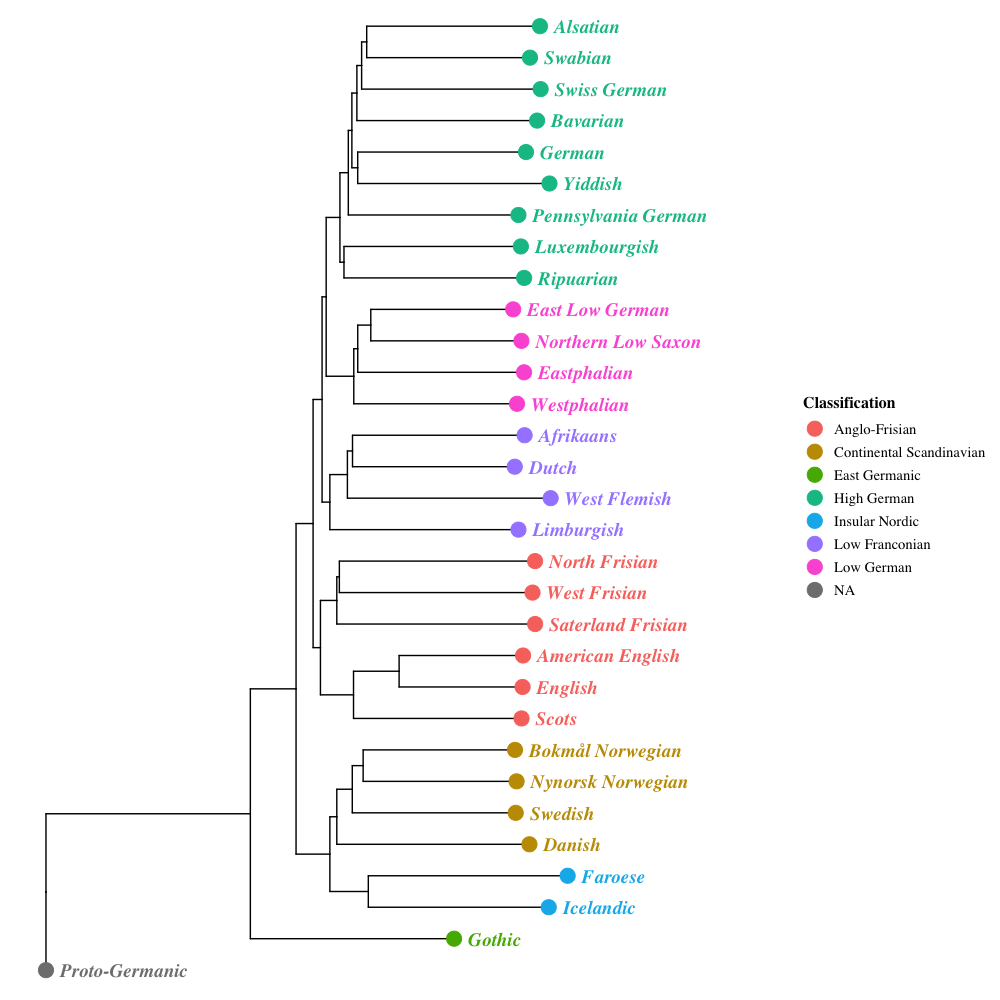 Alsatian
Swabian
Swiss German
Bavarian
German
Yiddish
Pennsylvania German
Luxembourgish
Ripuarian
East Low German
Northern Low Saxon
Eastphalian
Westphalian
Afrikaans
Dutch
West Flemish
Limburgish
North Frisian
West Frisian
Saterland Frisian
American English
English
Scots
Bokmål Norwegian
Nynorsk Norwegian
Swedish
Danish
Faroese
Icelandic
Gothic
Proto-Germanic
Classification
Anglo-Frisian
Continental Scandinavian
East Germanic
High German
Insular Nordic
Low Franconian
Low German
NA